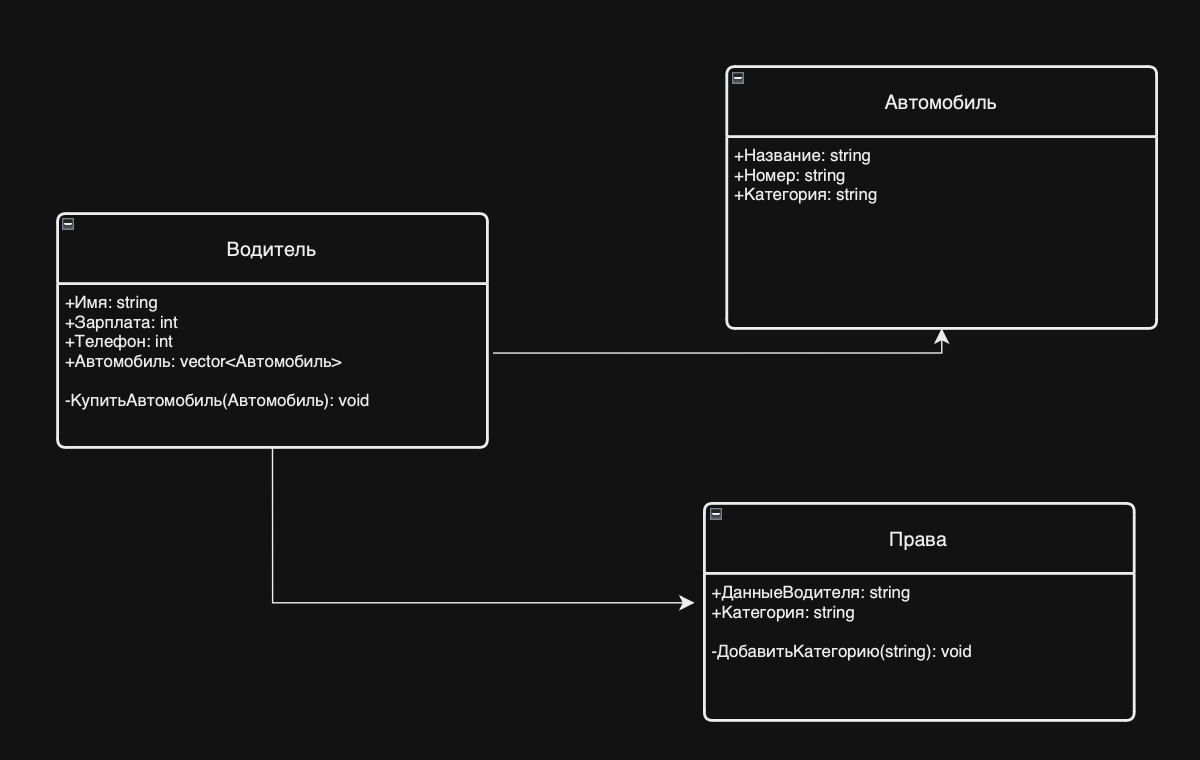 Автомобиль
+Название: string
+Номер: string
+Категория: string
Водитель
+Имя: string
+Зарплата: int
+Телефон: int
+Автомобиль: vector<Автомобиль>
-КупитьАвтомобиль(Автомобиль): void
Права
+ДанныеВодителя: string
+Категория: string
-ДобавитьКатегорию(string): void